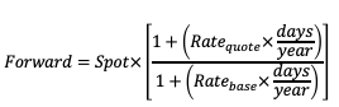 Forward = Spot × [ 1 + (Rate_quote × days/year) / 1 + (Rate_base × days/year) ]